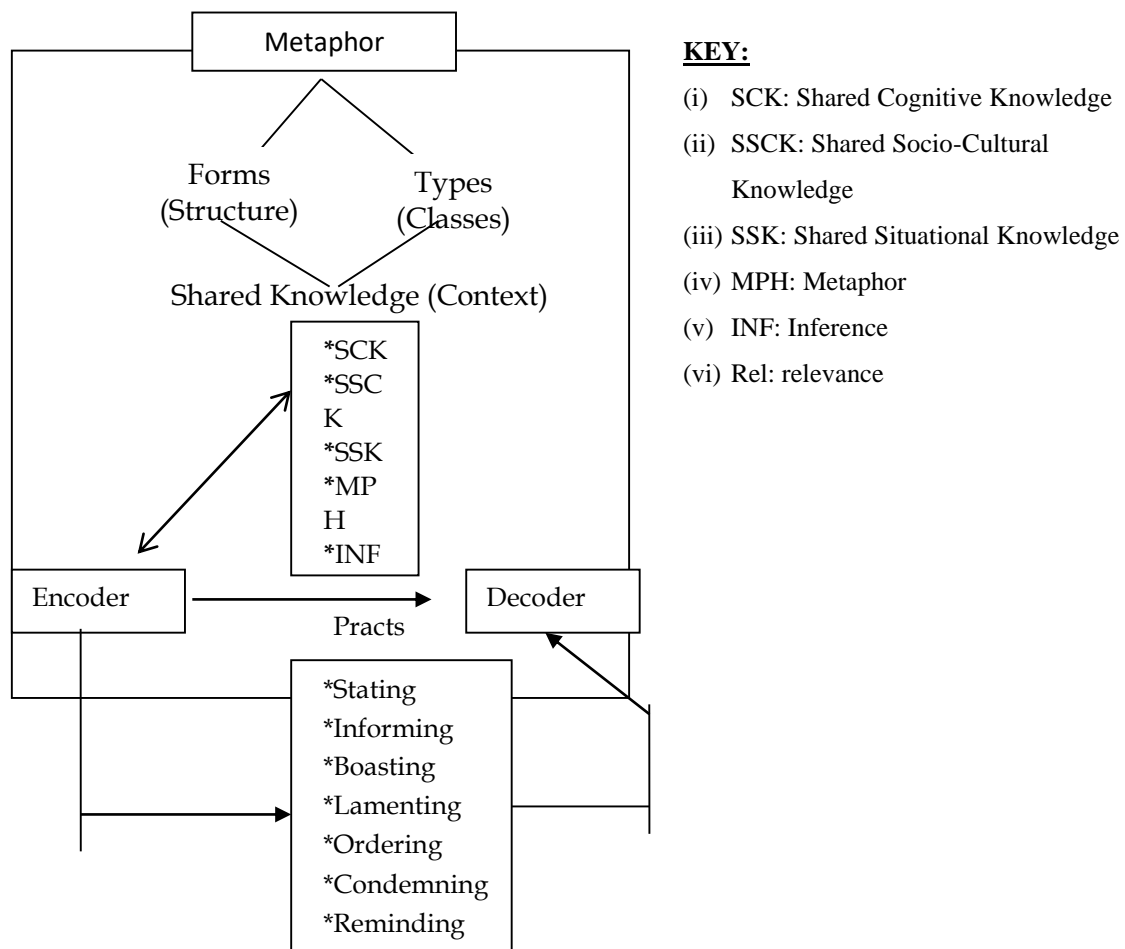 Metaphor
Forms
(Structure)
Types
(Classes)
Shared Knowledge (Context)
*SCK
*SSC
K
*SSK
*MP
H
*INF
Encoder
Decoder
Practs
*Stating
*Informing
*Boasting
*Lamenting
*Ordering
*Condemning
*Reminding
KEY:
(i) SCK: Shared Cognitive Knowledge
(ii) SSCK: Shared Socio-Cultural
Knowledge
(iii) SSK: Shared Situational Knowledge
(iv) MPH: Metaphor
(v) INF: Inference
(vi) Rel: relevance